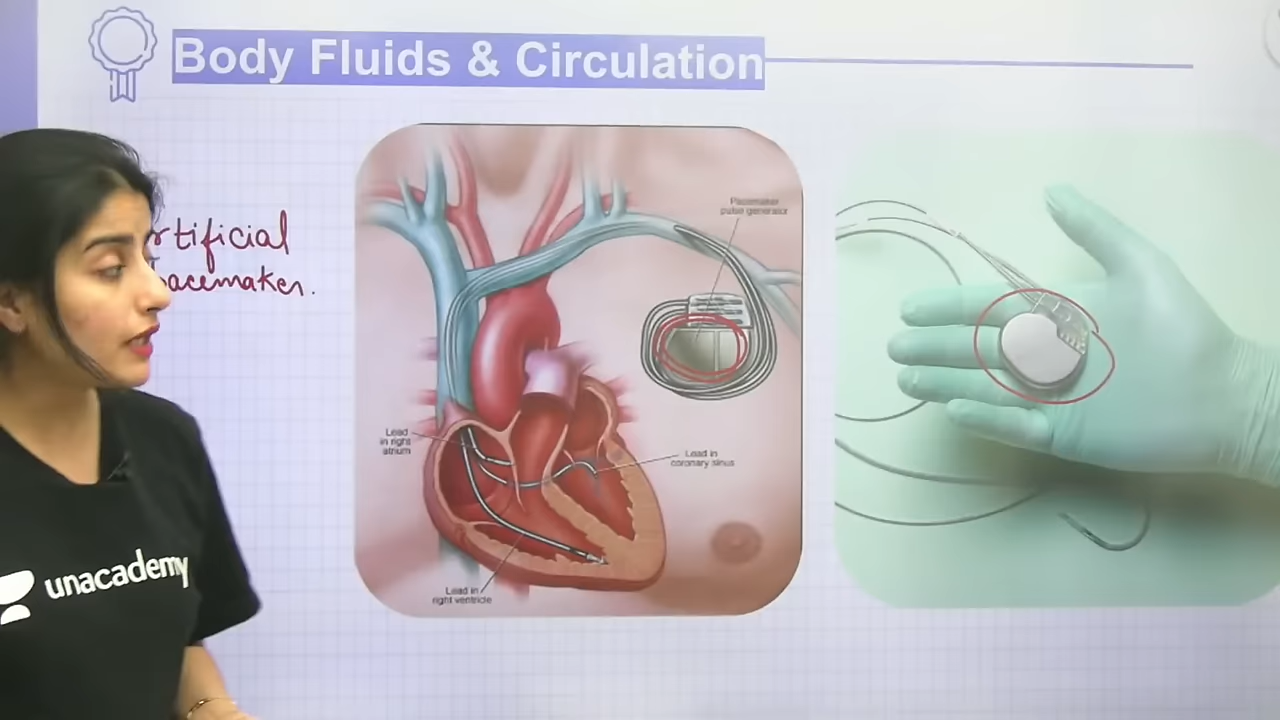 Body Fluids & Circulation
rtificial
acemaker.
Pacemaker
pulse generator
Lead
in right
atrium
Lead in
coronary sinus
Lead in
right ventricle
unacademy